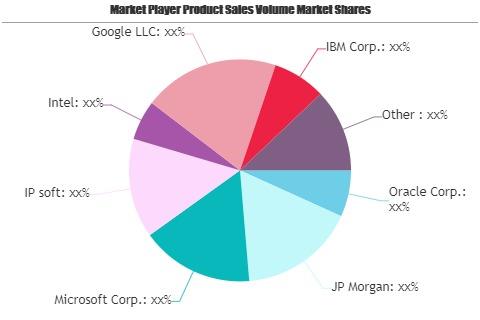 Market Player Product Sales Volume Market Shares
Google LLC: xx%
IBM Corp.: xx%
Intel: xx%
Other : xx%
IP soft: xx%
Oracle Corp.:
xx%
JP Morgan: xx%
Microsoft Corp.: xx%